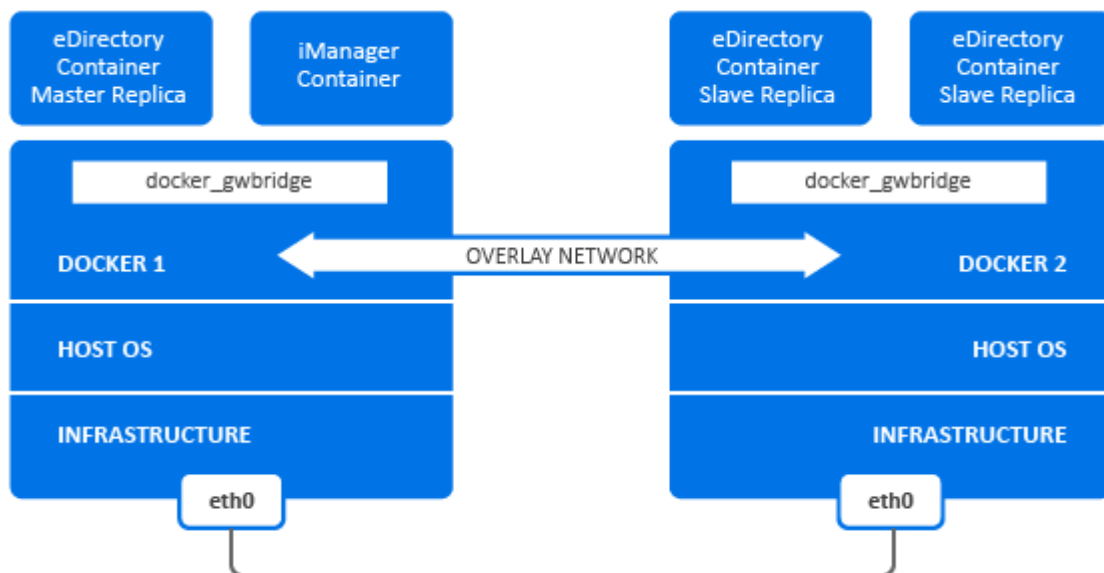 eDirectory
Container
Master Replica
iManager
Container
eDirectory
Container
Slave Replica
eDirectory
Container
Slave Replica
docker_gwbridge
docker_gwbridge
OVERLAY NETWORK
DOCKER 1
DOCKER 2
HOST OS
HOST OS
INFRASTRUCTURE
INFRASTRUCTURE
eth0
eth0